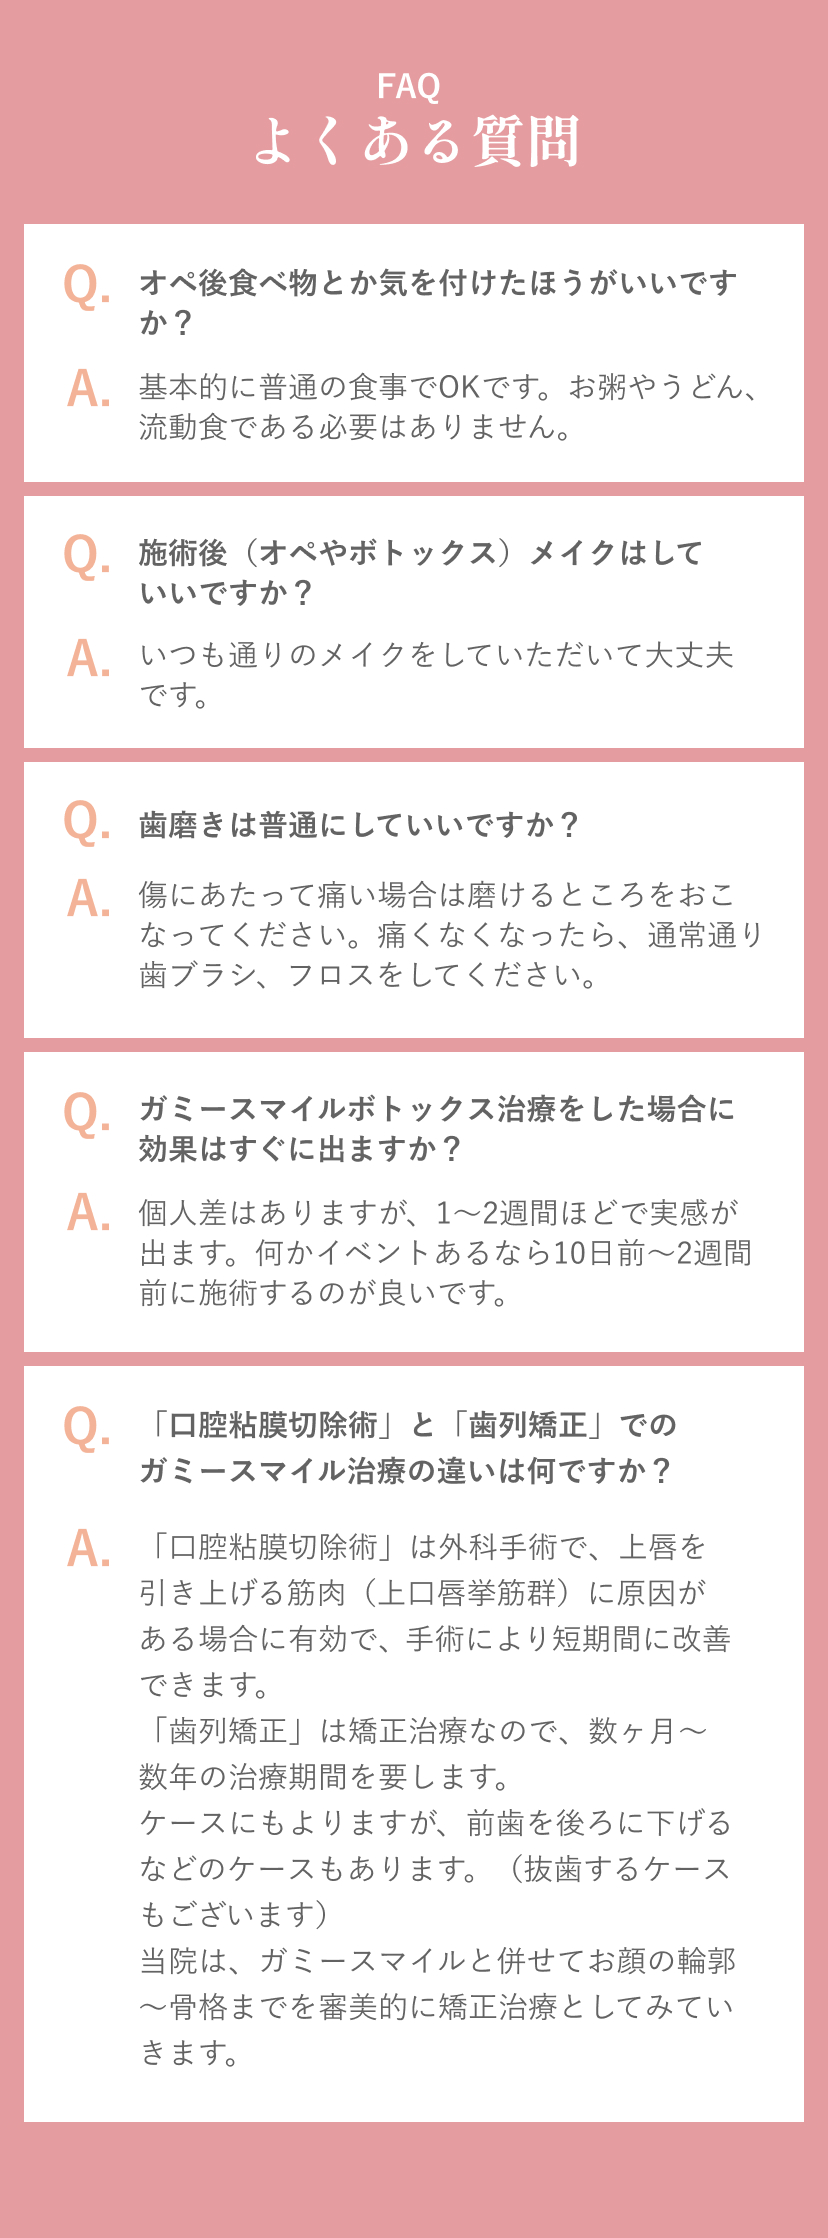 FAQ
よくある質問
Q. オペ後食べ物とか気を付けたほうがいいです
か？
A. 基本的に普通の食事でOKです。お粥やうどん、
流動食である必要はありません。
Q. 施術後（オペやボトックス）メイクはして
いいですか？
A. いつも通りのメイクをしていただいて大丈夫
です。
Q. 歯磨きは普通にしていいですか？
A. 傷にあたって痛い場合は磨けるところをおこ
なってください。痛くなくなったら、通常通り
歯ブラシ、フロスをしてください。
Q. ガミースマイルボトックス治療をした場合に
効果はすぐに出ますか？
A. 個人差はありますが、1〜2週間ほどで実感が
出ます。何かイベントあるなら10日前〜2週間
前に施術するのが良いです。
Q. 「口腔粘膜切除術」と「歯列矯正」での
ガミースマイル治療の違いは何ですか？
A. 「口腔粘膜切除術」は外科手術で、上唇を
引き上げる筋肉（上口唇挙筋群）に原因が
ある場合に有効で、手術により短期間に改善
できます。
「歯列矯正」は矯正治療なので、数ヶ月〜
数年の治療期間を要します。
ケースにもよりますが、前歯を後ろに下げる
などのケースもあります。（抜歯するケース
もございます）
当院は、ガミースマイルと併せてお顔の輪郭
〜骨格までを審美的に矯正治療としてみてい
きます。